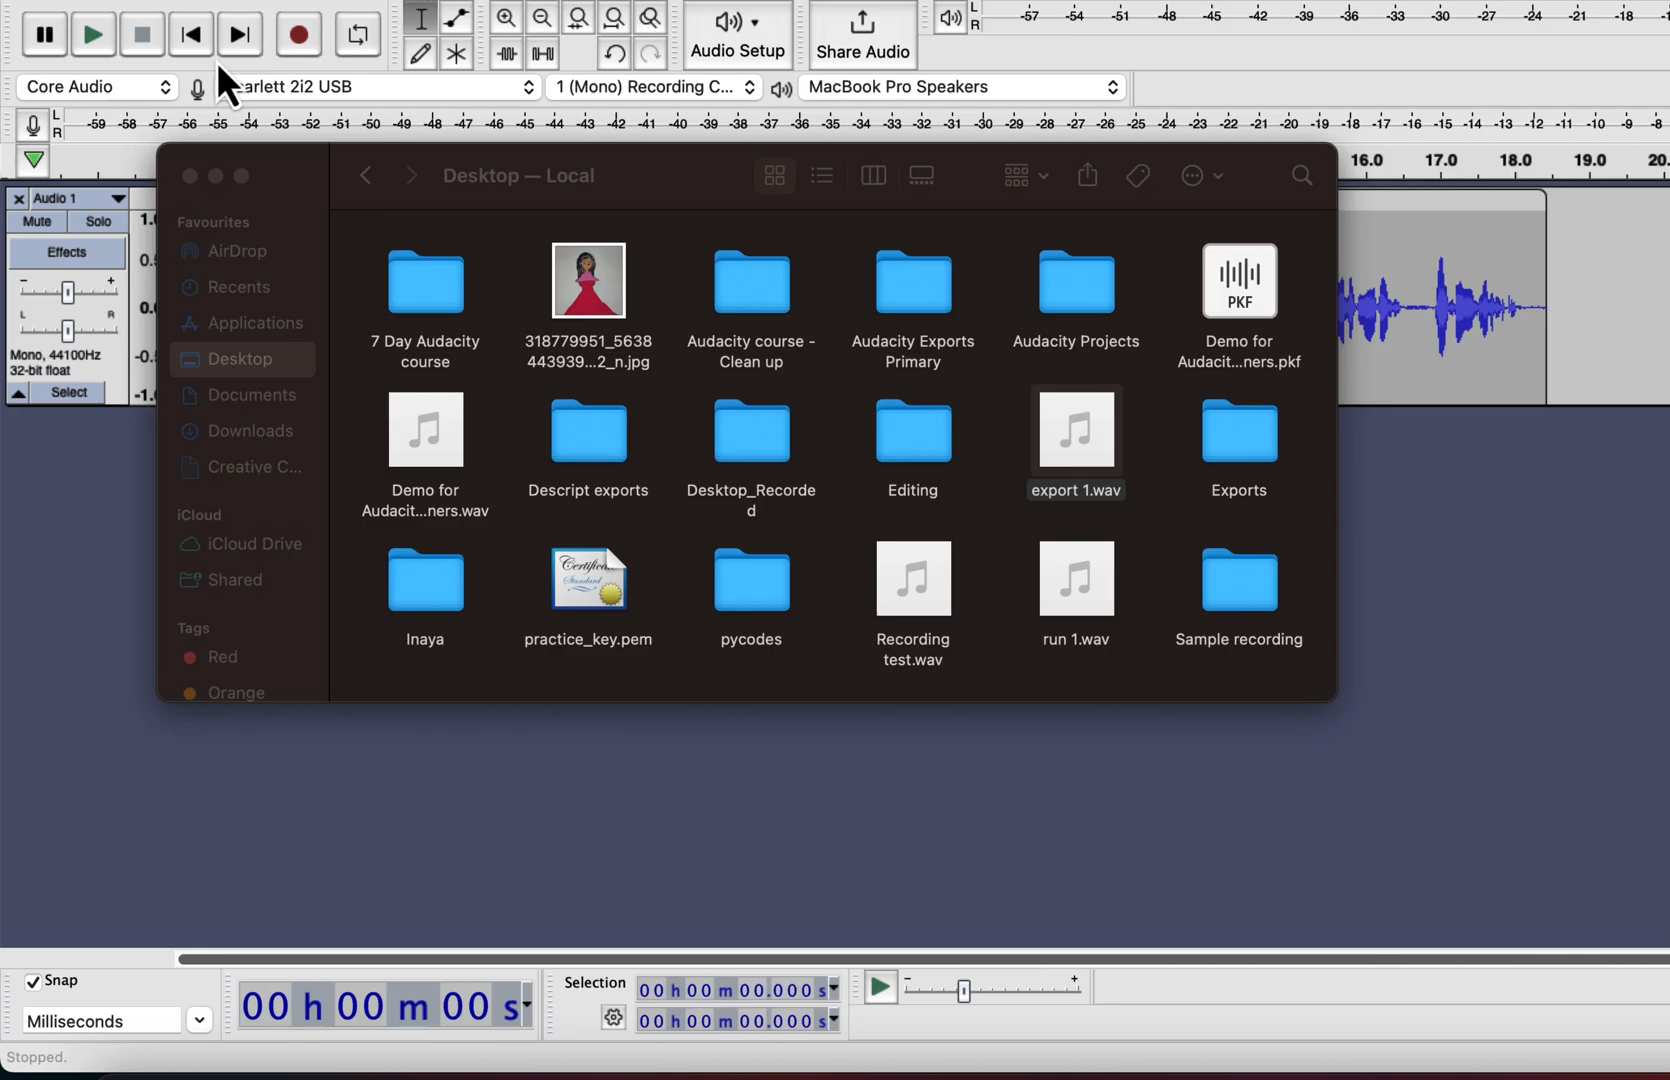 Audio Setup
Share Audio
L
R
-57 -54 -51 -48 -45 -42 -39 -36 -33 -30 -27 -24 -21 -18
Core Audio
arlett 2i2 USB
1 (Mono) Recording C...
MacBook Pro Speakers
L
R
-59 -58 -57 -56 -55 -54 -53 -52 -51 -50 -49 -48 -47 -46 -45 -44 -43 -42 -41 -40 -39 -38 -37 -36 -35 -34 -33 -32 -31 -30 -29 -28 -27 -26 -25 -24 -23 -22 -21 -20 -19 -18 -17 -16 -15 -14 -13 -12 -11 -10 -9 -8
16.0 17.0 18.0 19.0 20.
Audio 1
Mute Solo
Effects
- +
L R
Mono, 44100Hz
32-bit float
Select
1.
0.
0.
-0.
-1.
Desktop — Local
Favourites
AirDrop
Recents
Applications
Desktop
Documents
Downloads
Creative C...
iCloud
iCloud Drive
Shared
Tags
Red
Orange
7 Day Audacity
course
318779951_5638
443939...2_n.jpg
Audacity course -
Clean up
Audacity Exports
Primary
Audacity Projects
PKF
Demo for
Audacit...ners.pkf
Demo for
Audacit...ners.wav
Descript exports
Desktop_Recorde
d
Editing
export 1.wav
Exports
Inaya
Certificate
Standard
practice_key.pem
pycodes
Recording
test.wav
run 1.wav
Sample recording
Snap
Milliseconds
00 h 00 m 00 s
Selection
00 h 00 m 00.000 s
00 h 00 m 00.000 s
- +
Stopped.